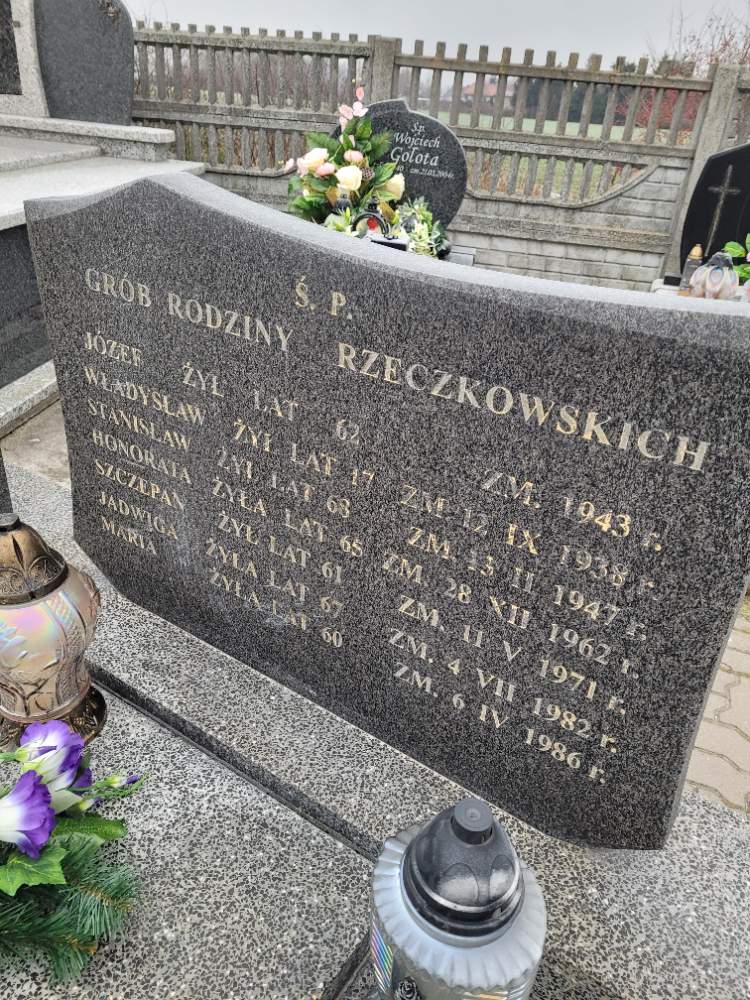 Ś. P.
GRÓB RODZINY RZECZKOWSKICH
JÓZEF ŻYŁ LAT 62 ZM. 1943 r.
WŁADYSŁAW ŻYŁ LAT 17 ZM. 12 IX 1938 r.
STANISŁAW ŻYŁ LAT 68 ZM. 13 II 1947 r.
HONORATA ŻYŁA LAT 65 ZM. 28 XII 1962 r.
SZCZEPAN ŻYŁ LAT 61 ZM. 11 V 1971 r.
JADWIGA ŻYŁA LAT 67 ZM. 4 VII 1982 r.
MARIA ŻYŁA LAT 60 ZM. 6 IV 1986 r.
Ś.p.
Wojciech
Gołota
zm.